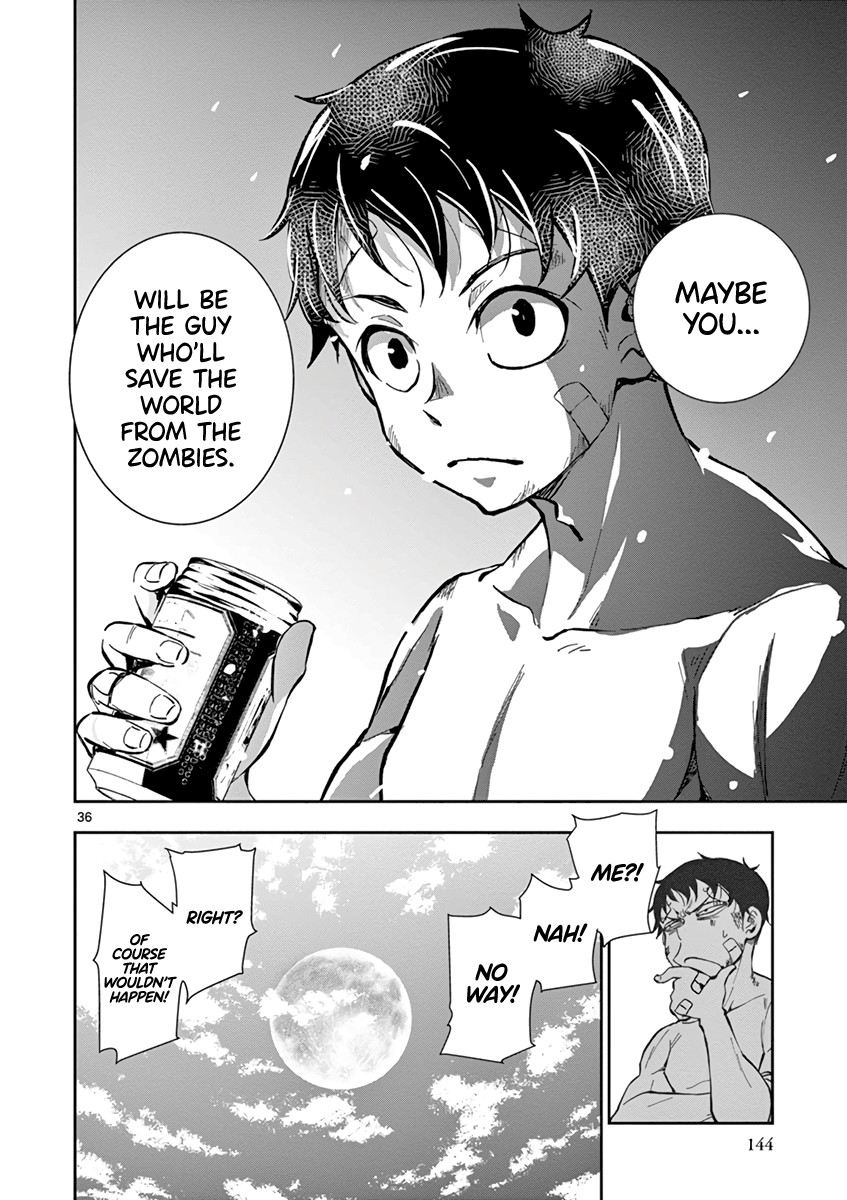 MAYBE
YOU...
WILL BE
THE GUY
WHO'LL
SAVE THE
WORLD
FROM THE
ZOMBIES.
36
ME?!
NAH!
NO
WAY!
RIGHT?
OF
COURSE
THAT
WOULDN'T
HAPPEN!
144